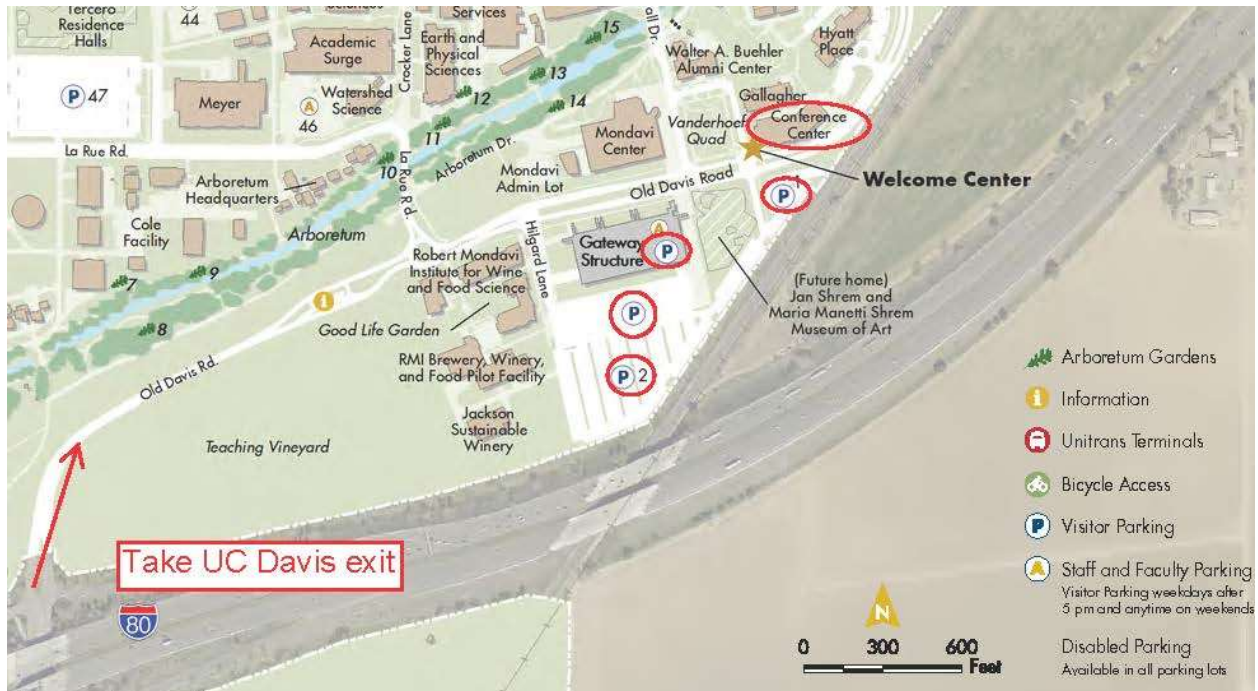 Tercero
Residence
Halls
44
Sciences
Services
15
all Dr.
Hyatt
Place
Academic
Surge
Crocker Lane
Earth and
Physical
Sciences
13
Walter A. Buehler
Alumni Center
P 47
Meyer
A
46
Watershed
Science
12
14
Gallagher
Conference
Center
11
Mondavi
Center
Vanderhoef
Quad
La Rue Rd.
10
La Rue Rd.
Arboretum Dr.
Mondavi
Admin Lot
Old Davis Road
Welcome Center
Arboretum
Headquarters
P 1
Cole
Facility
Arboretum
Hilgard Lane
A
Gateway
Structure
P
Robert Mondavi
Institute for Wine
and Food Science
7
9
8
i
Good Life Garden
P
(Future home)
Jan Shrem and
Maria Manetti Shrem
Museum of Art
Old Davis Rd.
RMI Brewery, Winery,
and Food Pilot Facility
P 2
Jackson
Sustainable
Winery
Teaching Vineyard
Take UC Davis exit
80
Arboretum Gardens
i Information
Unitrans Terminals
Bicycle Access
P Visitor Parking
A Staff and Faculty Parking
Visitor Parking weekdays after
5 pm and anytime on weekends
Disabled Parking
Available in all parking lots
N
0 300 600
Feet